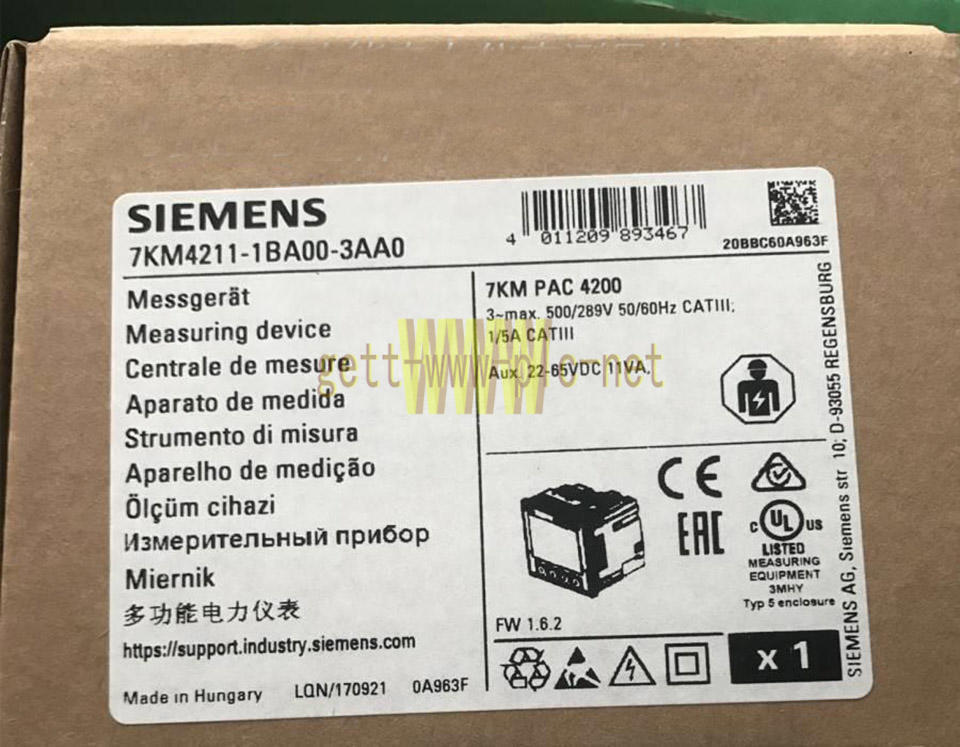 SIEMENS
7KM4211-1BA00-3AA0
4 011209 893467
20BBC60A963F
Messgerät
Measuring device
Centrale de mesure
Aparato de medida
Strumento di misura
Aparelho de medição
Ölçüm cihazi
Измерительный прибор
Miernik
多功能电力仪表
https://support.industry.siemens.com
Made in Hungary LQN/170921 0A963F
7KM PAC 4200
3~max. 500/289V 50/60Hz CATIII;
1/5A CATIII
Aux. 22-65VDC 11VA,
gett-www-plc-net
WWW
CE
EAC
C UL US
LISTED
MEASURING
EQUIPMENT
3MHY
Typ 5 enclosure
FW 1.6.2
x 1
SIEMENS AG, Siemens str 10; D-93055 REGENSBURG